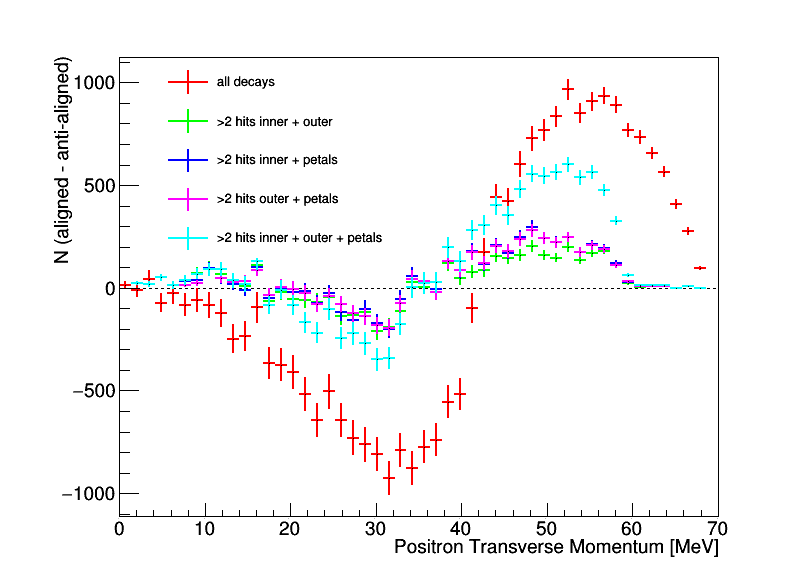 N (aligned - anti-aligned)
1000
500
0
−500
−1000
all decays
>2 hits inner + outer
>2 hits inner + petals
>2 hits outer + petals
>2 hits inner + outer + petals
0 10 20 30 40 50 60 70
Positron Transverse Momentum [MeV]